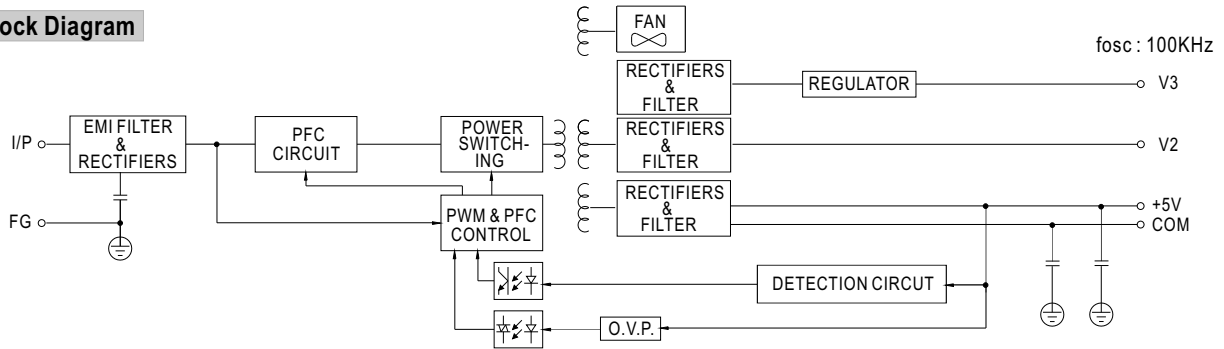 ock Diagram
FAN
fosc : 100KHz
RECTIFIERS
&
FILTER
REGULATOR
V3
I/P
EMI FILTER
&
RECTIFIERS
PFC
CIRCUIT
POWER
SWITCH-
ING
RECTIFIERS
&
FILTER
V2
FG
PWM & PFC
CONTROL
RECTIFIERS
&
FILTER
+5V
COM
DETECTION CIRCUT
O.V.P.